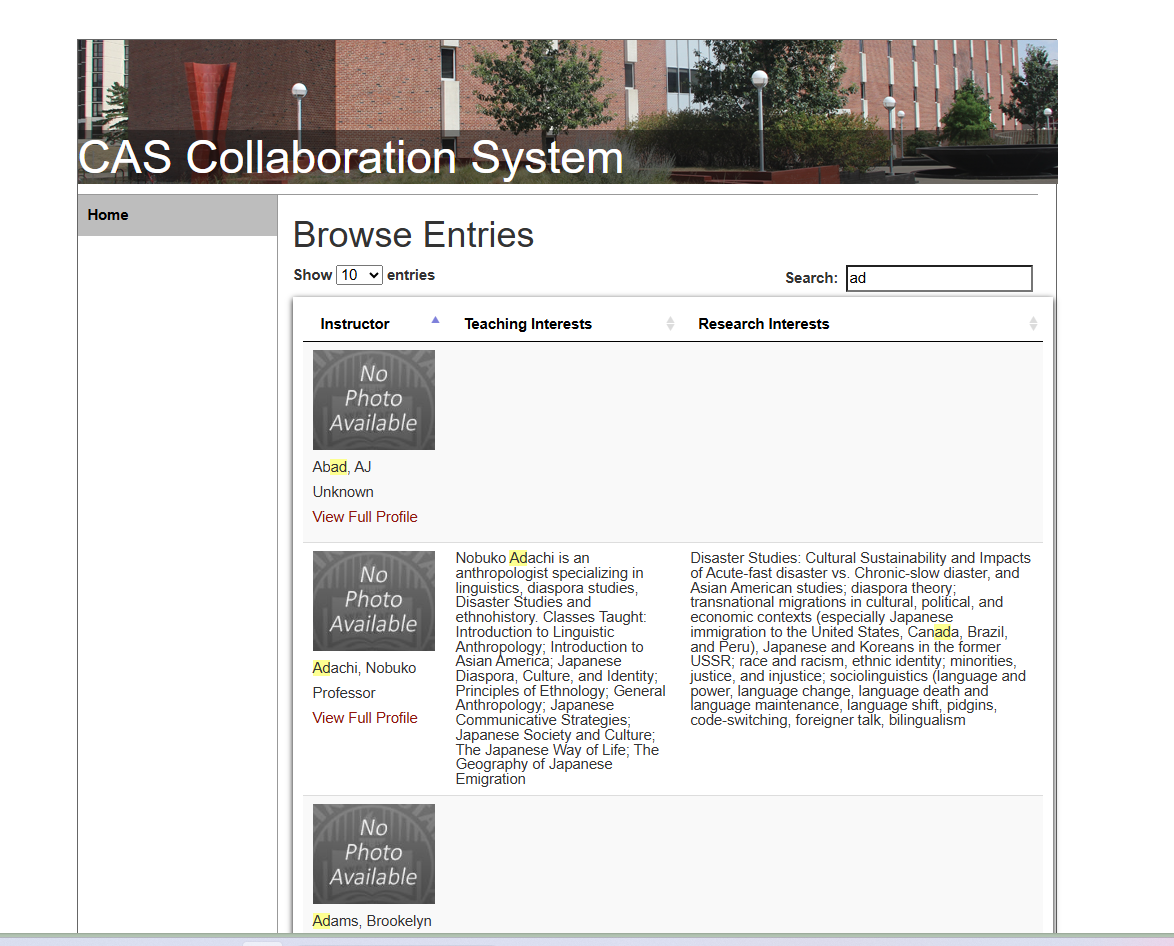 CAS Collaboration System
Home
Browse Entries
Show 10 entries
Search: ad
Instructor Teaching Interests Research Interests
No
Photo
Available
Abad, AJ
Unknown
View Full Profile
No
Photo
Available
Adachi, Nobuko
Professor
View Full Profile
Nobuko Adachi is an
anthropologist specializing in
linguistics, diaspora studies,
Disaster Studies and
ethnohistory. Classes Taught:
Introduction to Linguistic
Anthropology; Introduction to
Asian America; Japanese
Diaspora, Culture, and Identity;
Principles of Ethnology; General
Anthropology; Japanese
Communicative Strategies;
Japanese Society and Culture;
The Japanese Way of Life; The
Geography of Japanese
Emigration
Disaster Studies: Cultural Sustainability and Impacts
of Acute-fast disaster vs. Chronic-slow diaster, and
Asian American studies; diaspora theory;
transnational migrations in cultural, political, and
economic contexts (especially Japanese
immigration to the United States, Canada, Brazil,
and Peru), Japanese and Koreans in the former
USSR; race and racism, ethnic identity; minorities,
justice, and injustice; sociolinguistics (language and
power, language change, language death and
language maintenance, language shift, pidgins,
code-switching, foreigner talk, bilingualism
No
Photo
Available
Adams, Brookelyn